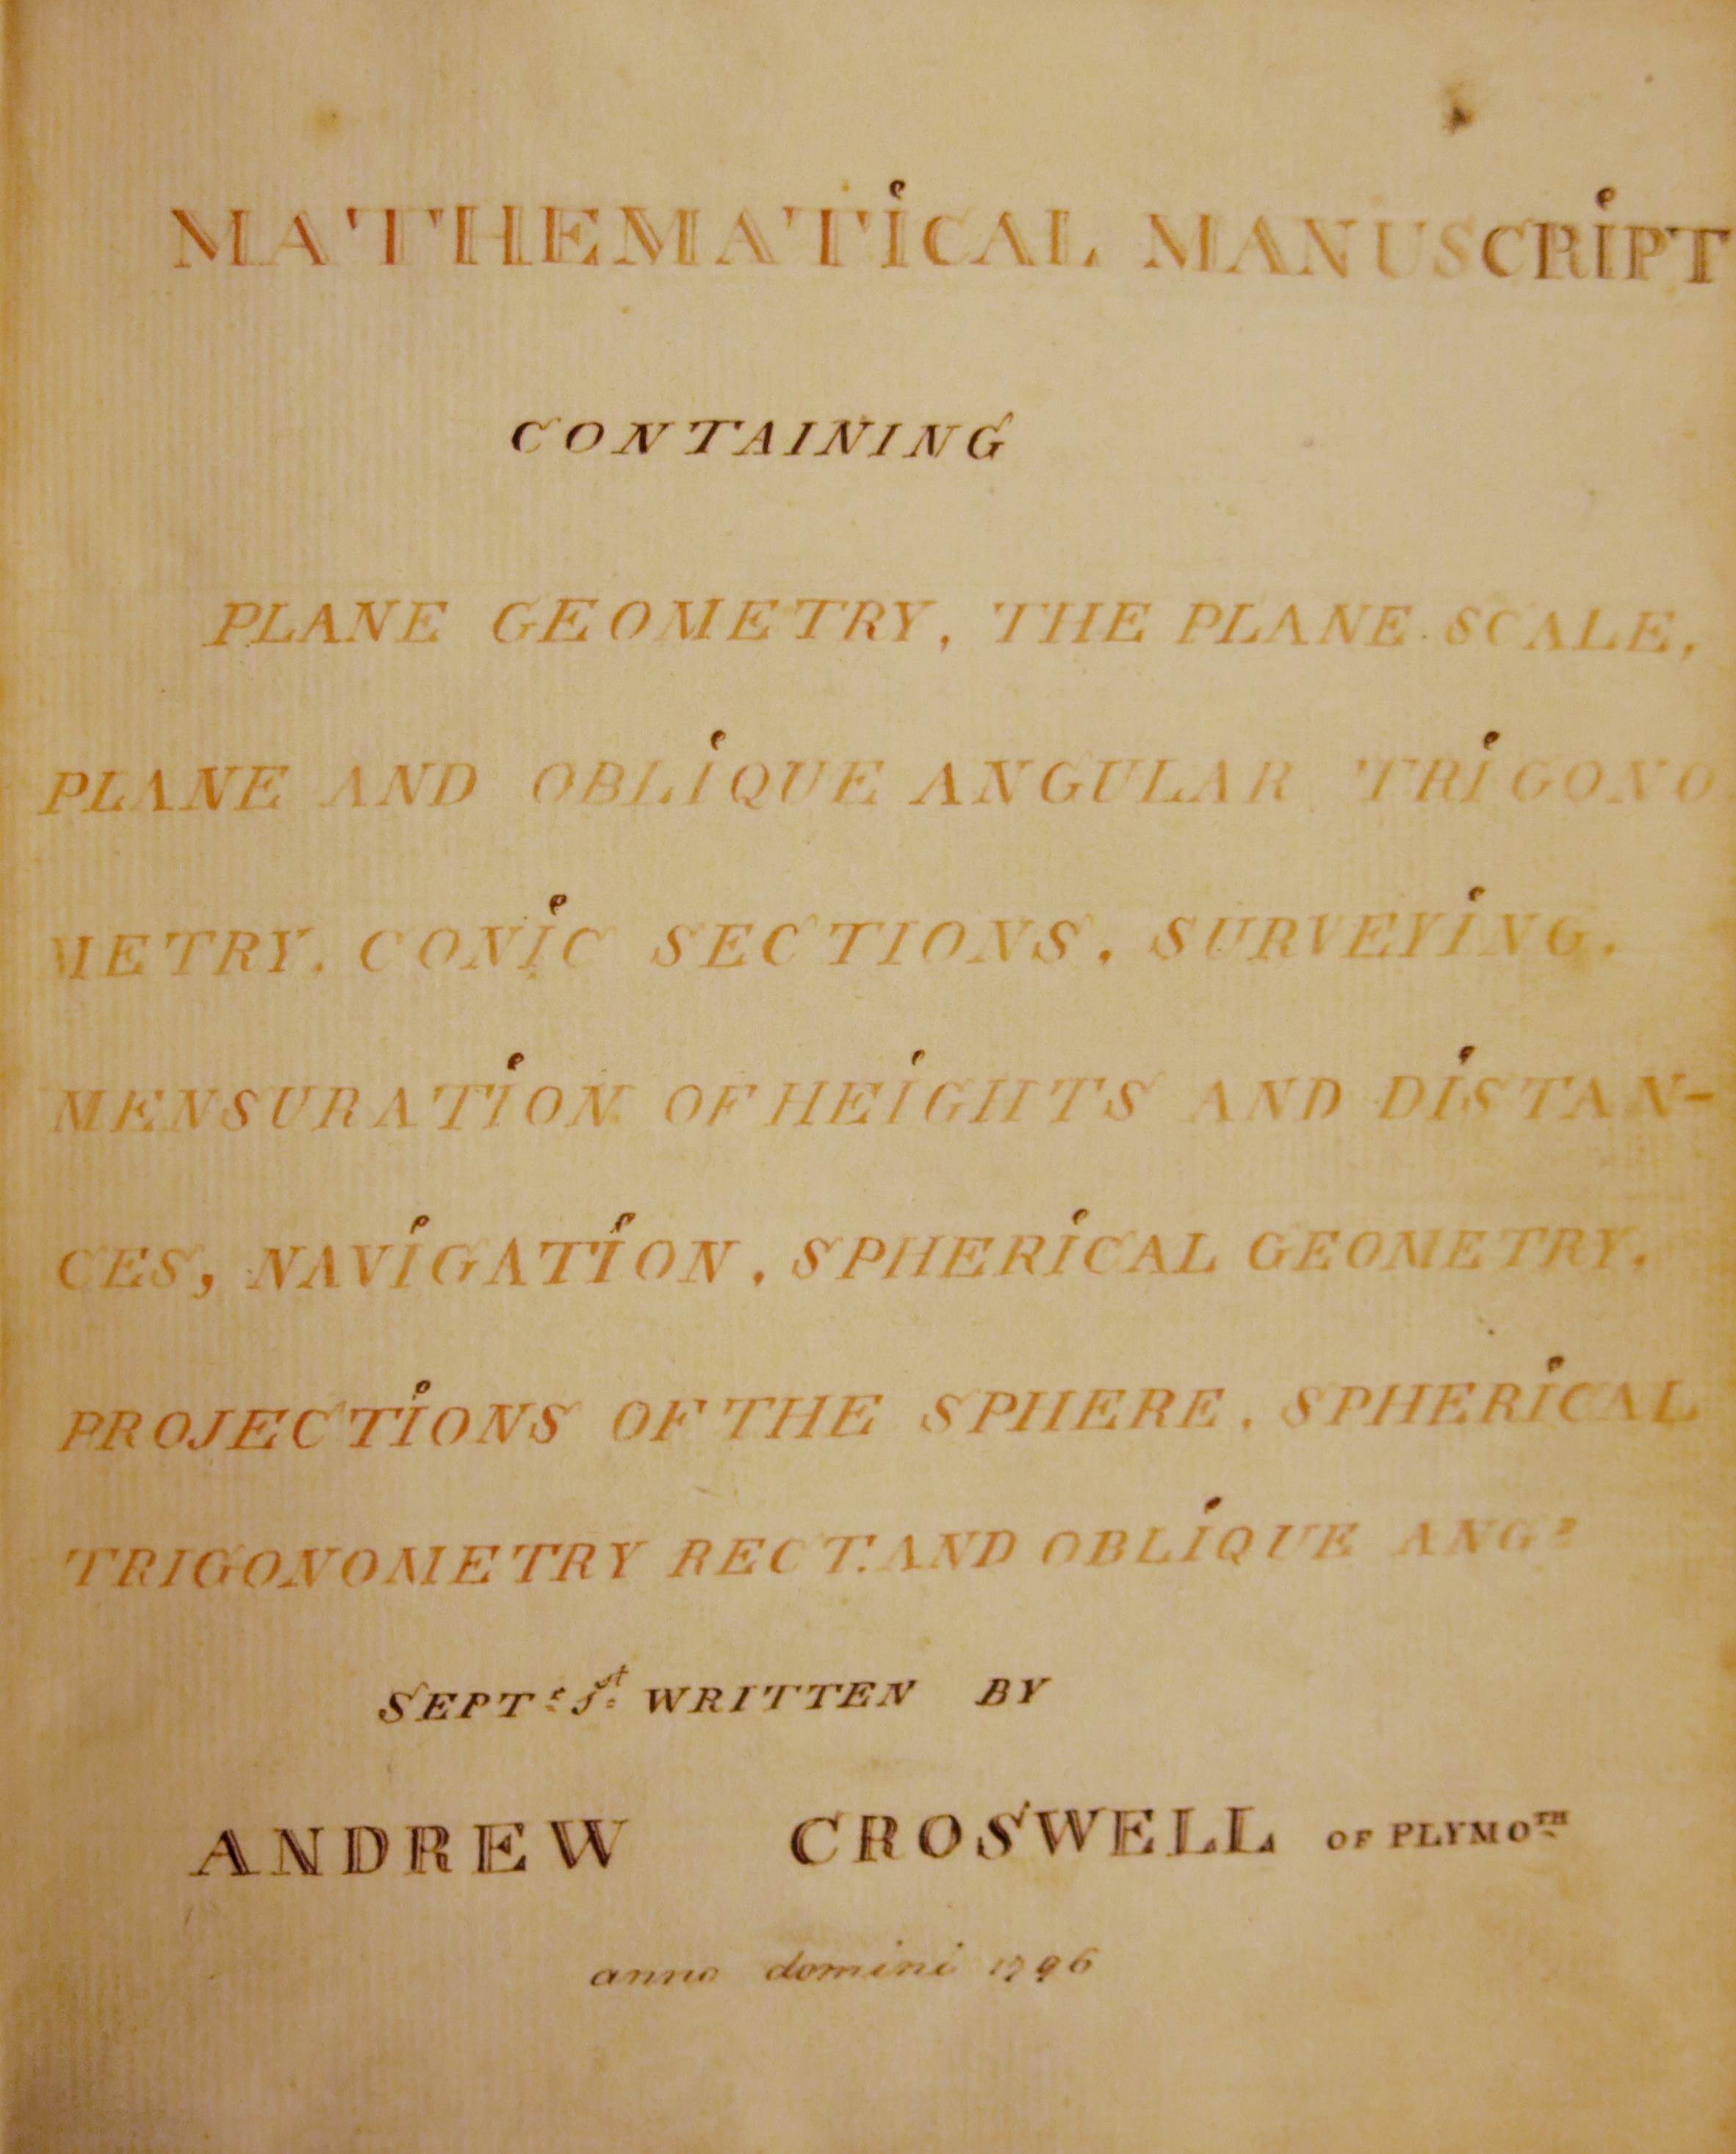 MATHEMATiCAL MANUSCRiPT
CONTAINING
PLANE GEOMETRY, THE PLANE SCALE,
PLANE AND OBLiQUE ANGULAR TRiGONO
METRY. CONiC SECTIONS. SURVEYiNG.
MENSURATiON OF HEiGHTS AND DiSTAN-
CES, NAViGATiON. SPHERiCAL GEOMETRY.
PROJECTiONS OF THE SPHERE. SPHERiCAL
TRIGONOMETRY RECT. AND OBLiQUE
SEPTr 1st WRITTEN BY
ANDREW CROSWELL OF PLYMOTH
anno domini 1796